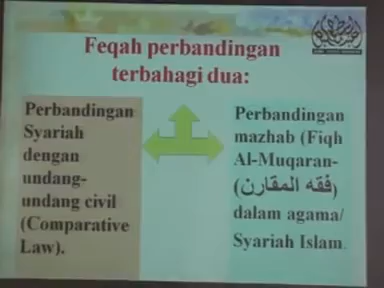 Feqah perbandingan
terbahagi dua:
Perbandingan
Syariah
dengan
undang-
undang civil
(Comparative
Law).
Perbandingan
mazhab (Fiqh
Al-Muqaran-
(فقه المقارن)
dalam agama/
Syariah Islam.